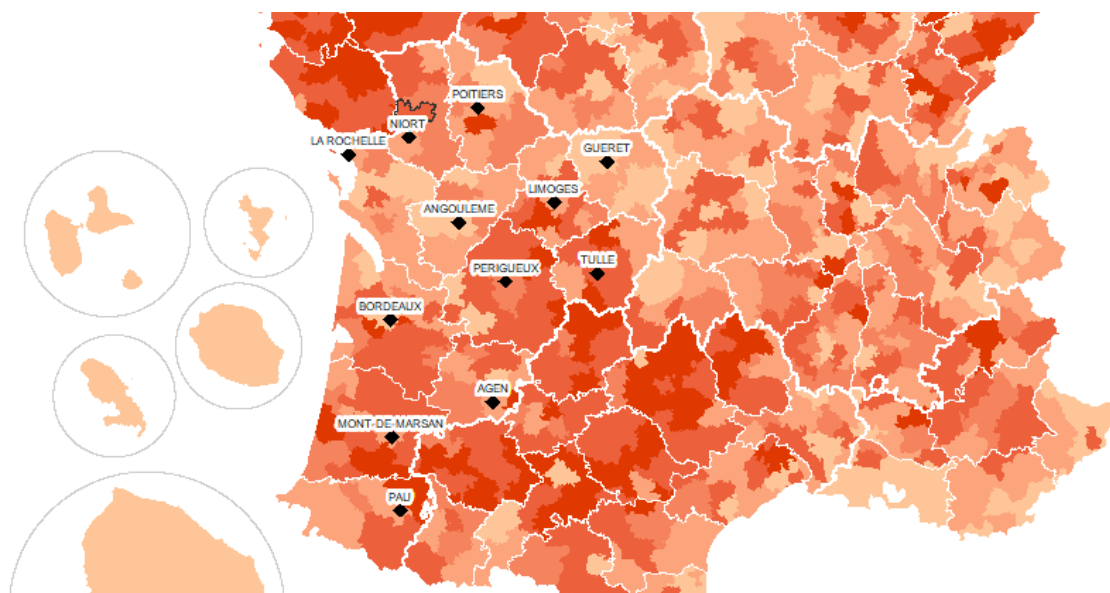 POITIERS
NIORT
LA ROCHELLE
GUERET
LIMOGES
ANGOULEME
TULLE
PERIGUEUX
BORDEAUX
AGEN
MONT-DE-MARSAN
PAU